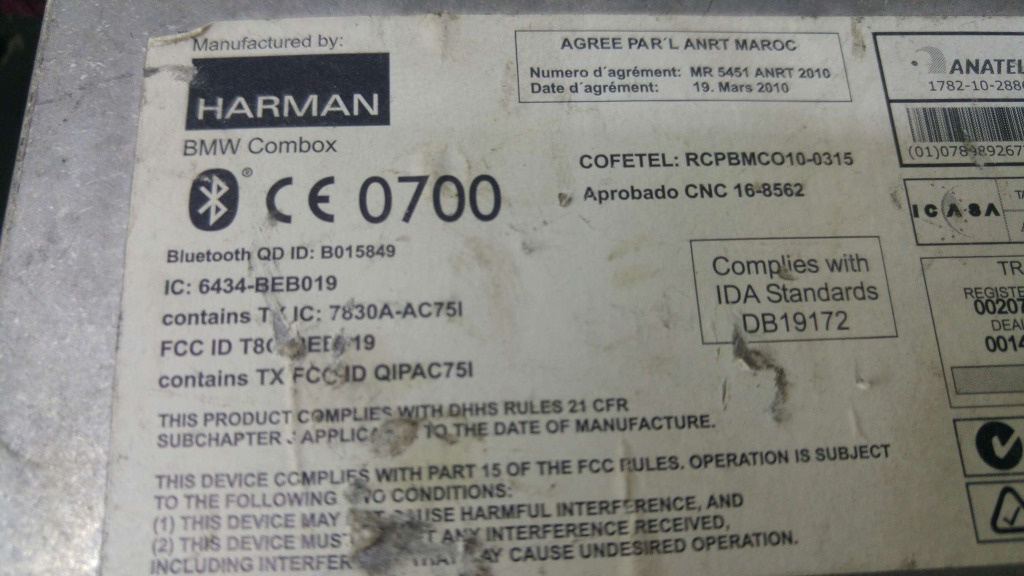 Manufactured by:
HARMAN
BMW Combox
CE 0700
Bluetooth QD ID: B015849
IC: 6434-BEB019
contains TX IC: 7830A-AC75I
FCC ID
contains TX FCC ID QIPAC75I
THIS PRODUCT COMPLIES WITH DHHS RULES 21 CFR
SUBCHAPTER J APPLICABLE TO THE DATE OF MANUFACTURE.
THIS DEVICE COMPLIES WITH PART 15 OF THE FCC RULES. OPERATION IS SUBJECT
TO THE FOLLOWING TWO CONDITIONS:
(1) THIS DEVICE MAY NOT CAUSE HARMFUL INTERFERENCE, AND
(2) THIS DEVICE MUST ANY INTERFERENCE RECEIVED,
INCLUDING MAY CAUSE UNDESIRED OPERATION.
AGREE PAR´L ANRT MAROC
Numero d´agrément: MR 5451 ANRT 2010
Date d´agrément: 19. Mars 2010
COFETEL: RCPBMCO10-0315
Aprobado CNC 16-8562
Complies with
IDA Standards
DB19172
ANATEL
ICASA